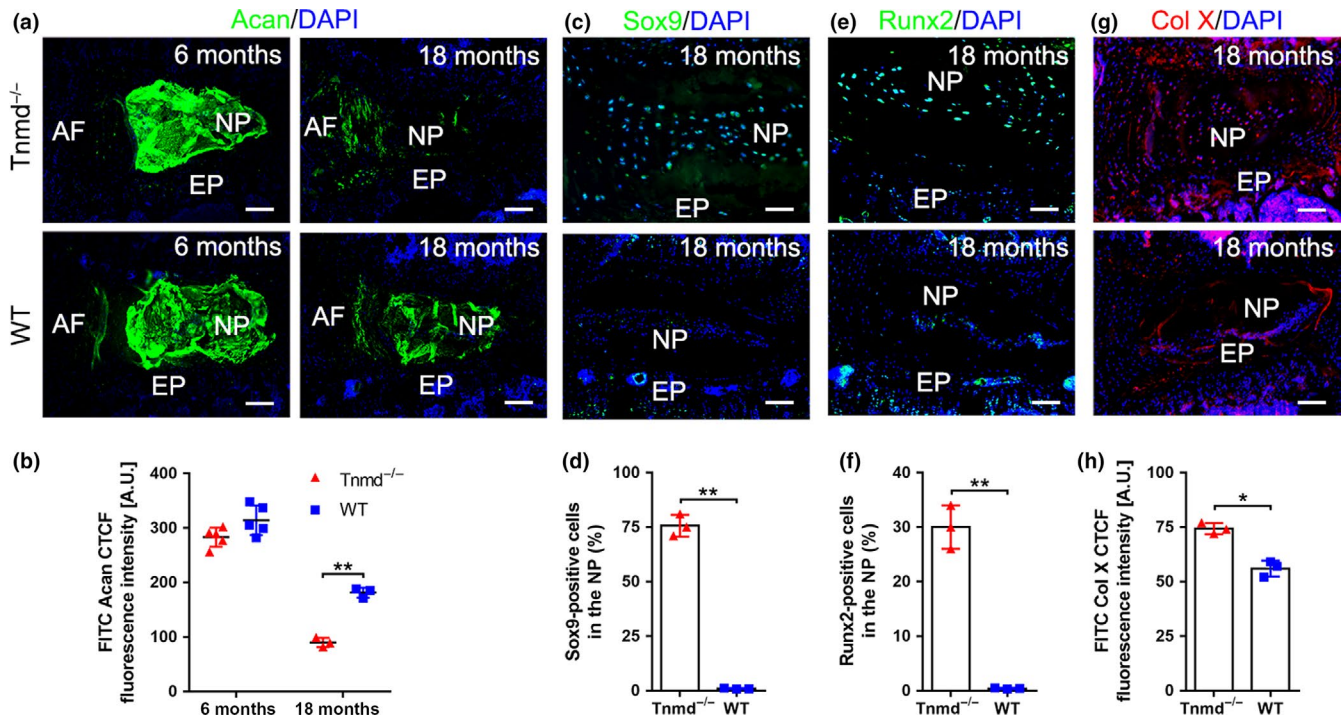 (a)
Acan/DAPI
6 months
18 months
Tnmd⁻/⁻
AF
NP
EP
AF
NP
EP
WT
6 months
18 months
AF
NP
EP
AF
NP
EP
(c)
Sox9/DAPI
18 months
NP
EP
18 months
NP
EP
(e)
Runx2/DAPI
18 months
NP
EP
18 months
NP
EP
(g)
Col X/DAPI
18 months
NP
EP
18 months
NP
EP
(b)
FITC Acan CTCF
fluorescence intensity [A.U.]
400
300
200
100
0
Tnmd⁻/⁻
WT
**
6 months
18 months
(d)
Sox9-positive cells
in the NP (%)
100
75
50
25
0
**
Tnmd⁻/⁻ WT
(f)
Runx2-positive cells
in the NP (%)
40
30
20
10
0
**
Tnmd⁻/⁻ WT
(h)
FITC Col X CTCF
fluorescence intensity [A.U.]
100
75
50
25
0
*
Tnmd⁻/⁻ WT